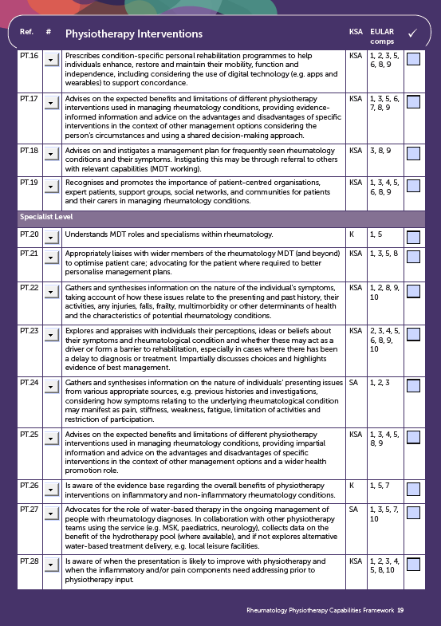 Ref. # Physiotherapy Interventions KSA EULAR
comps ✓
PT.16 Prescribes condition-specific personal rehabilitation programmes to help KSA 1, 2, 3, 5,
individuals enhance, restore and maintain their mobility, function and 6, 8, 9
independence, including considering the use of digital technology (e.g. apps and
wearables) to support concordance.
PT.17 Advises on the expected benefits and limitations of different physiotherapy KSA 1, 3, 5, 6,
interventions used in managing rheumatology conditions, providing evidence- 7, 8, 9
informed information and advice on the advantages and disadvantages of specific
interventions in the context of other management options considering the
person's circumstances and using a shared decision-making approach.
PT.18 Advises on and instigates a management plan for frequently seen rheumatology KSA 3, 8, 9
conditions and their symptoms. Instigating this may be through referral to others
with relevant capabilities (MDT working).
PT.19 Recognises and promotes the importance of patient-centred organisations, KSA 1, 3, 4, 5,
expert patients, support groups, social networks, and communities for patients 6, 8, 9
and their carers in managing rheumatology conditions.
Specialist Level
PT.20 Understands MDT roles and specialisms within rheumatology. K 1, 5
PT.21 Appropriately liaises with wider members of the rheumatology MDT (and beyond) KSA 1, 3, 5, 8
to optimise patient care; advocating for the patient where required to better
personalise management plans.
PT.22 Gathers and synthesises information on the nature of the individual's symptoms, KSA 1, 2, 8, 9,
taking account of how these issues relate to the presenting and past history, their 10
activities, any injuries, falls, frailty, multimorbidity or other determinants of health
and the characteristics of potential rheumatology conditions.
PT.23 Explores and appraises with individuals their perceptions, ideas or beliefs about KSA 2, 3, 4, 5,
their symptoms and rheumatological condition and whether these may act as a 6, 8, 9,
driver or form a barrier to rehabilitation, especially in cases where there has been 10
a delay to diagnosis or treatment. Impartially discusses choices and highlights
evidence of best management.
PT.24 Gathers and synthesises information on the nature of individuals' presenting issues SA 1, 2, 3
from various appropriate sources, e.g. previous histories and investigations,
considering how symptoms relating to the underlying rheumatological condition
may manifest as pain, stiffness, weakness, fatigue, limitation of activities and
restriction of participation.
PT.25 Advises on the expected benefits and limitations of different physiotherapy KSA 1, 3, 4, 5,
interventions used in managing rheumatology conditions, providing impartial 8, 9
information and advice on the advantages and disadvantages of specific
interventions in the context of other management options and a wider health
promotion role.
PT.26 Is aware of the evidence base regarding the overall benefits of physiotherapy K 1, 5, 7
interventions on inflammatory and non-inflammatory rheumatology conditions.
PT.27 Advocates for the role of water-based therapy in the ongoing management of SA 1, 3, 5, 7,
people with rheumatology diagnoses. In collaboration with other physiotherapy 10
teams using the service (e.g. MSK, paediatrics, neurology), collects data on the
benefit of the hydrotherapy pool (where available), and if not explores alternative
water-based treatment delivery, e.g. local leisure facilities.
PT.28 Is aware of when the presentation is likely to improve with physiotherapy and KSA 1, 2, 3, 4,
when the inflammatory and/or pain components need addressing prior to 5, 8, 10
physiotherapy input.
Rheumatology Physiotherapy Capabilities Framework 19